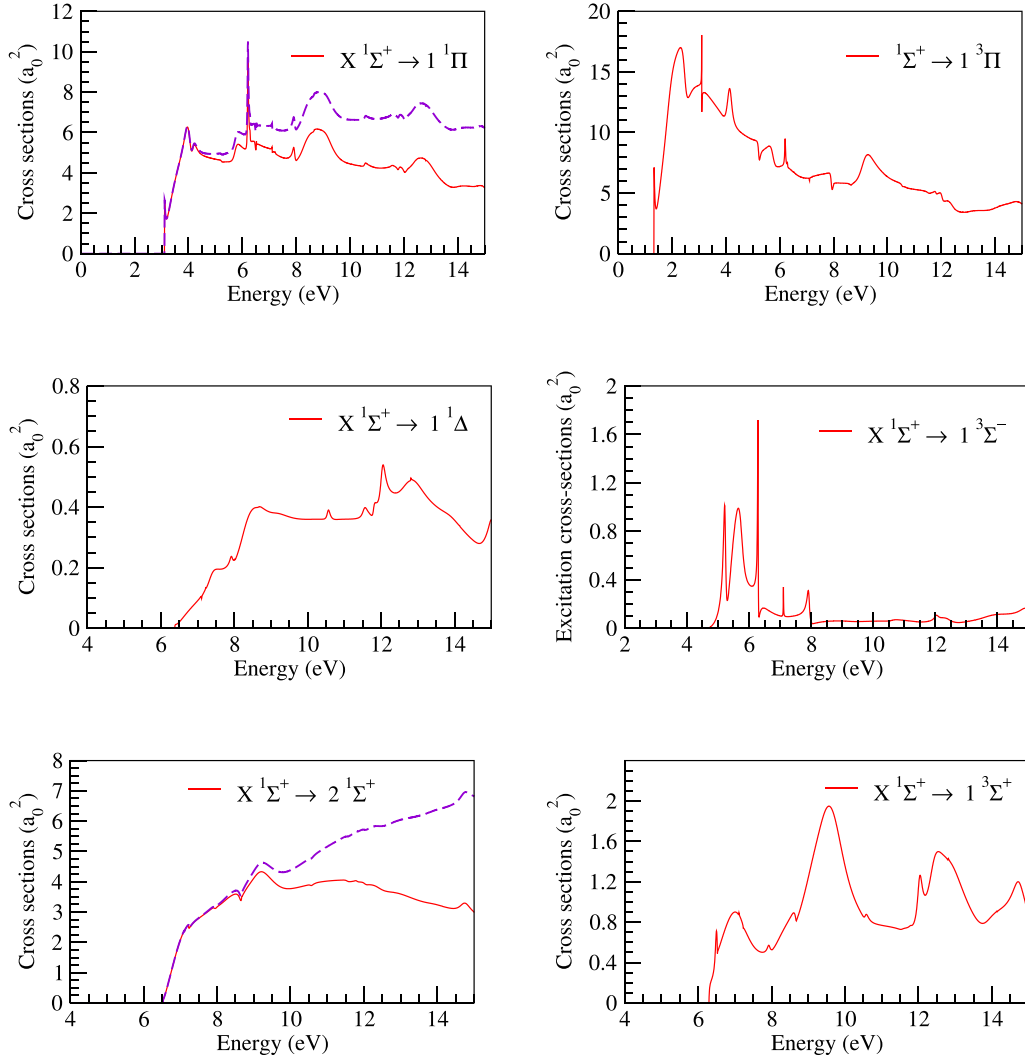 12
10
8
6
4
2
0
Cross sections (a₀²)
X ¹Σ⁺ → 1 ¹Π
0 2 4 6 8 10 12 14
Energy (eV)
20
15
10
5
0
Cross sections (a₀²)
¹Σ⁺ → 1 ³Π
0 2 4 6 8 10 12 14
Energy (eV)
0.8
0.6
0.4
0.2
0
Cross sections (a₀²)
X ¹Σ⁺ → 1 ¹Δ
4 6 8 10 12 14
Energy (eV)
2
1.6
1.2
0.8
0.4
0
Excitation cross-sections (a₀²)
X ¹Σ⁺ → 1 ³Σ⁻
2 4 6 8 10 12 14
Energy (eV)
8
7
6
5
4
3
2
1
0
Cross sections (a₀²)
X ¹Σ⁺ → 2 ¹Σ⁺
4 6 8 10 12 14
Energy (eV)
2
1.6
1.2
0.8
0.4
0
Cross sections (a₀²)
X ¹Σ⁺ → 1 ³Σ⁺
4 6 8 10 12 14
Energy (eV)